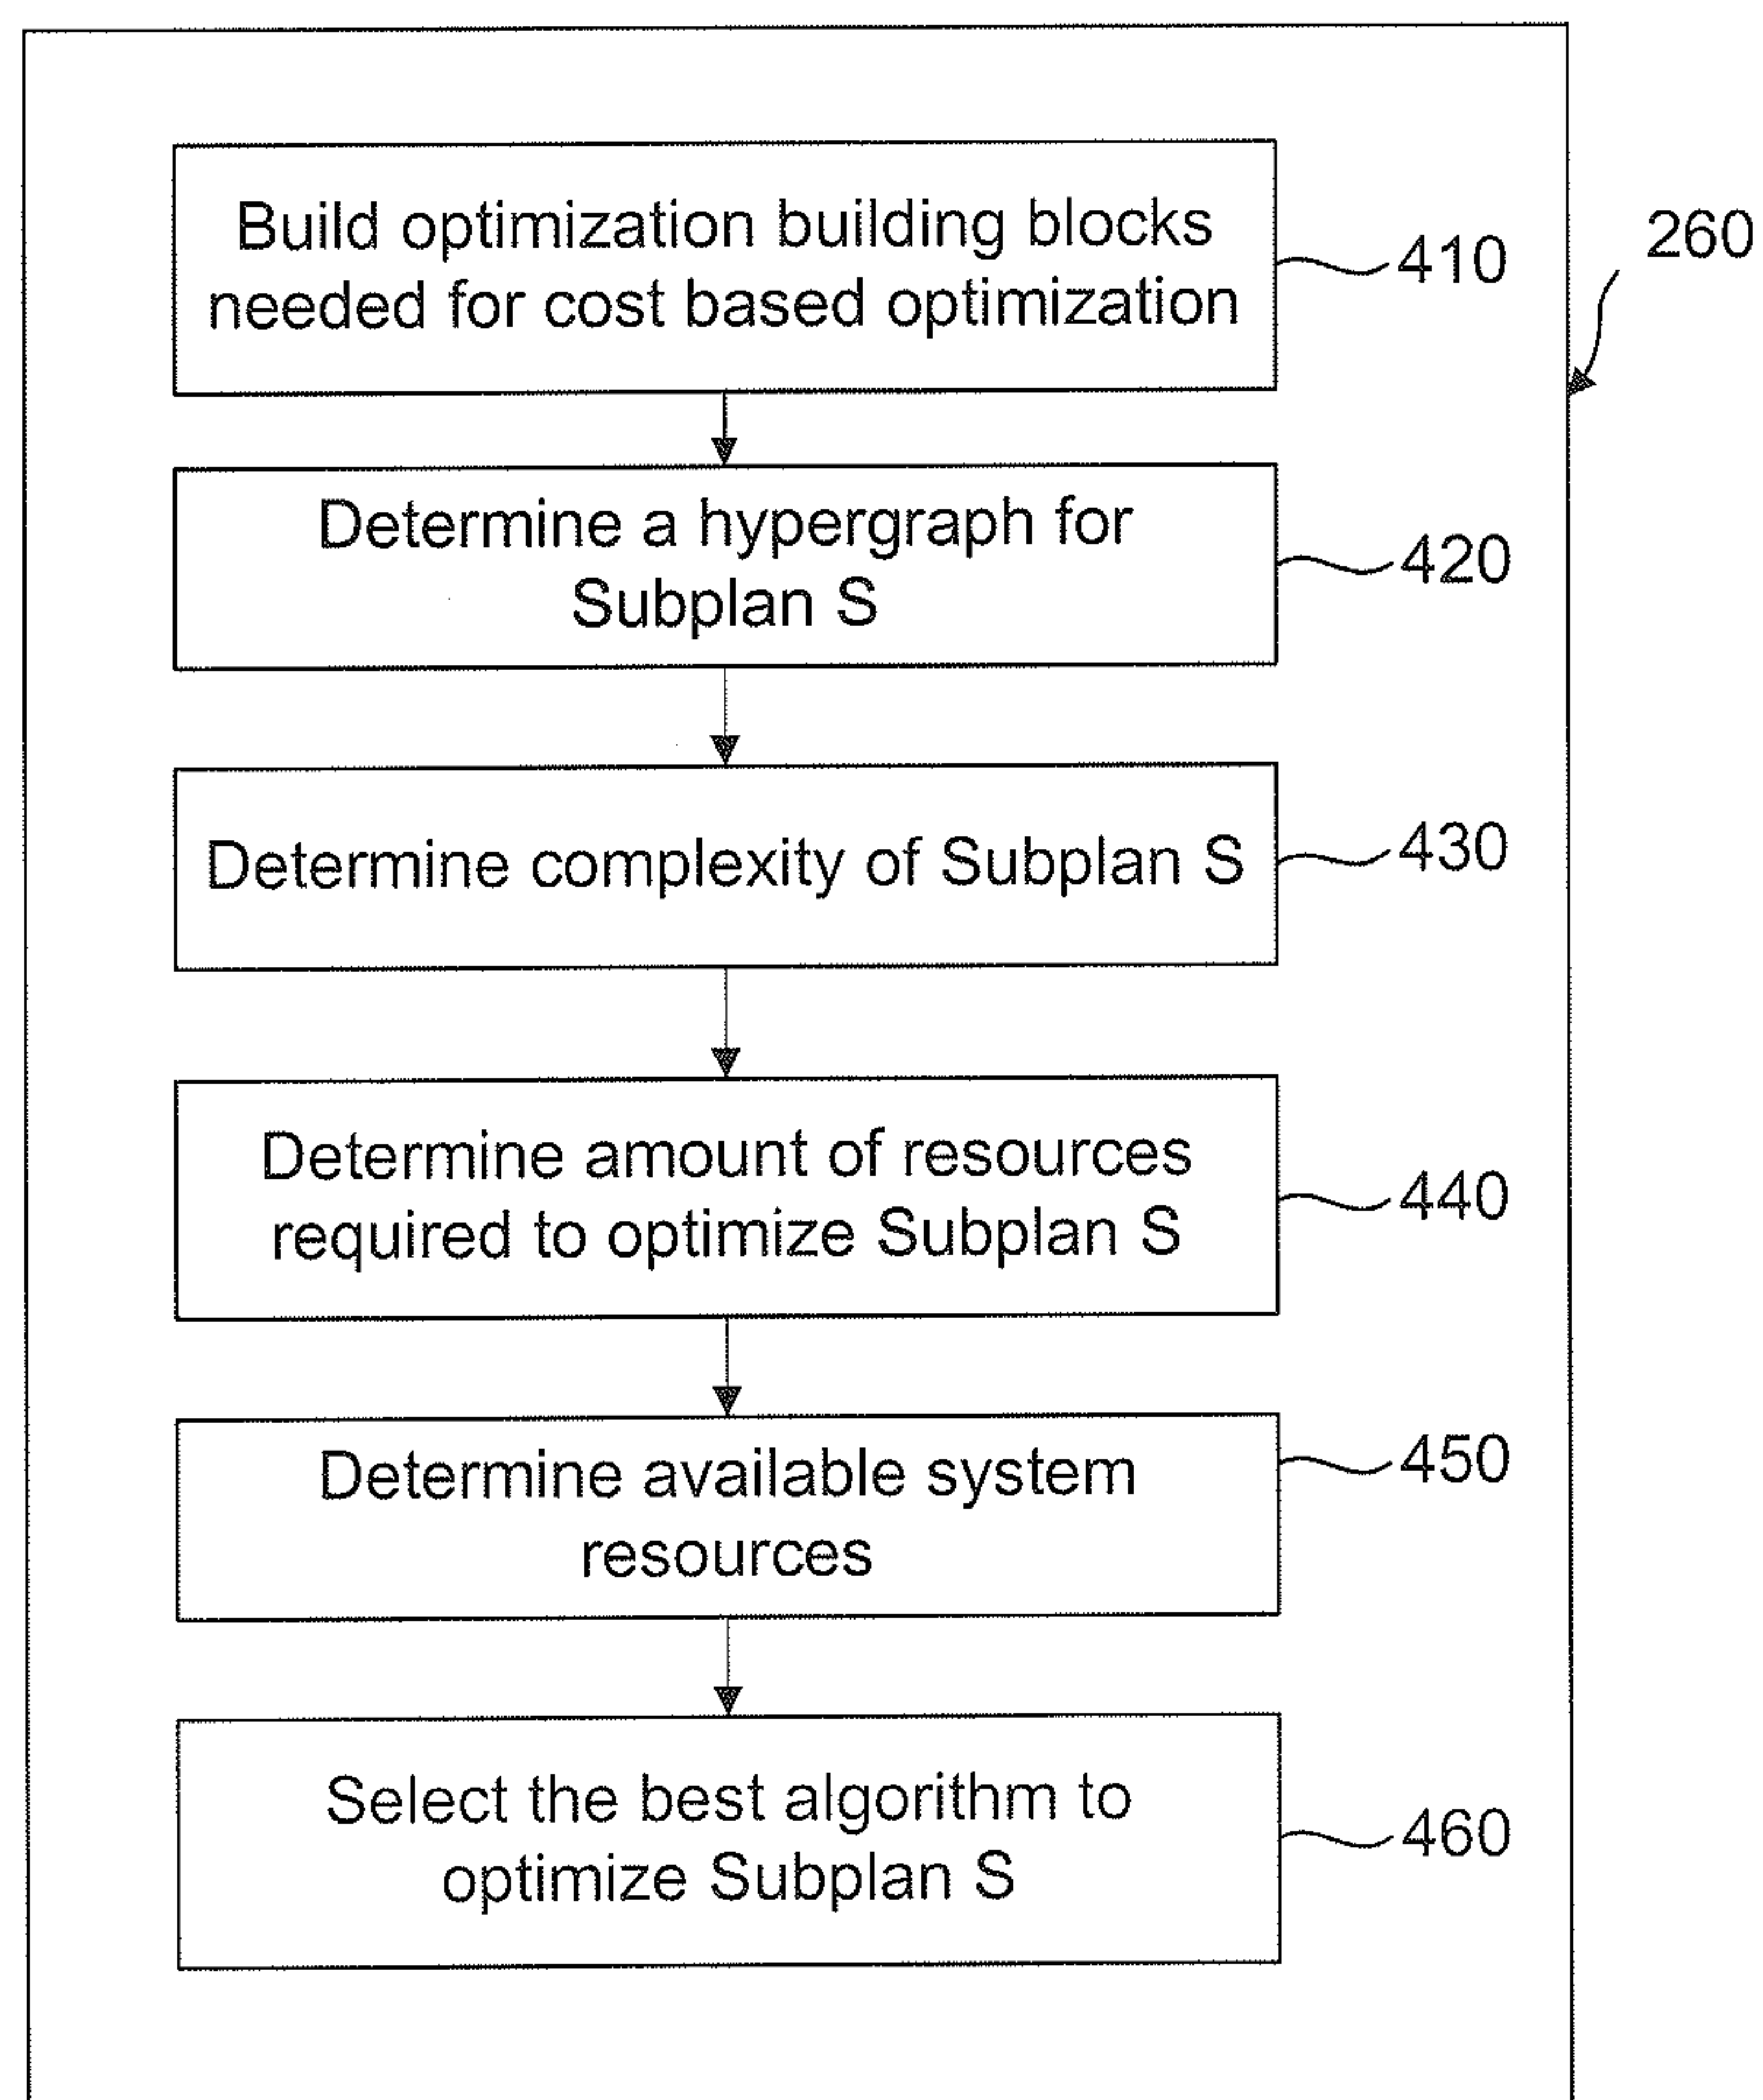 Build optimization building blocks
needed for cost based optimization
410
260
Determine a hypergraph for
Subplan S
420
Determine complexity of Subplan S
430
Determine amount of resources
required to optimize Subplan S
440
Determine available system
resources
450
Select the best algorithm to
optimize Subplan S
460